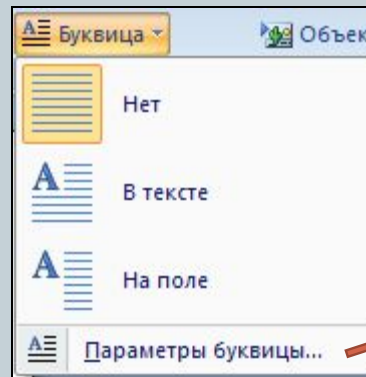 Буквица Объек
Нет
В тексте
На поле
Параметры буквицы...